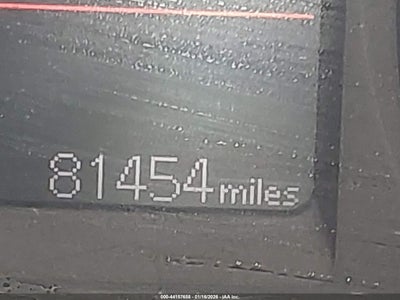 81454 miles
000-44157658 - 01/16/2026 - IAA Inc.